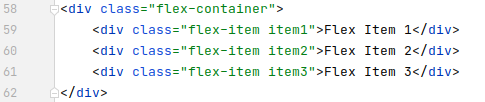 58 <div class="flex-container">
59     <div class="flex-item item1">Flex Item 1</div>
60     <div class="flex-item item2">Flex Item 2</div>
61     <div class="flex-item item3">Flex Item 3</div>
62 </div>